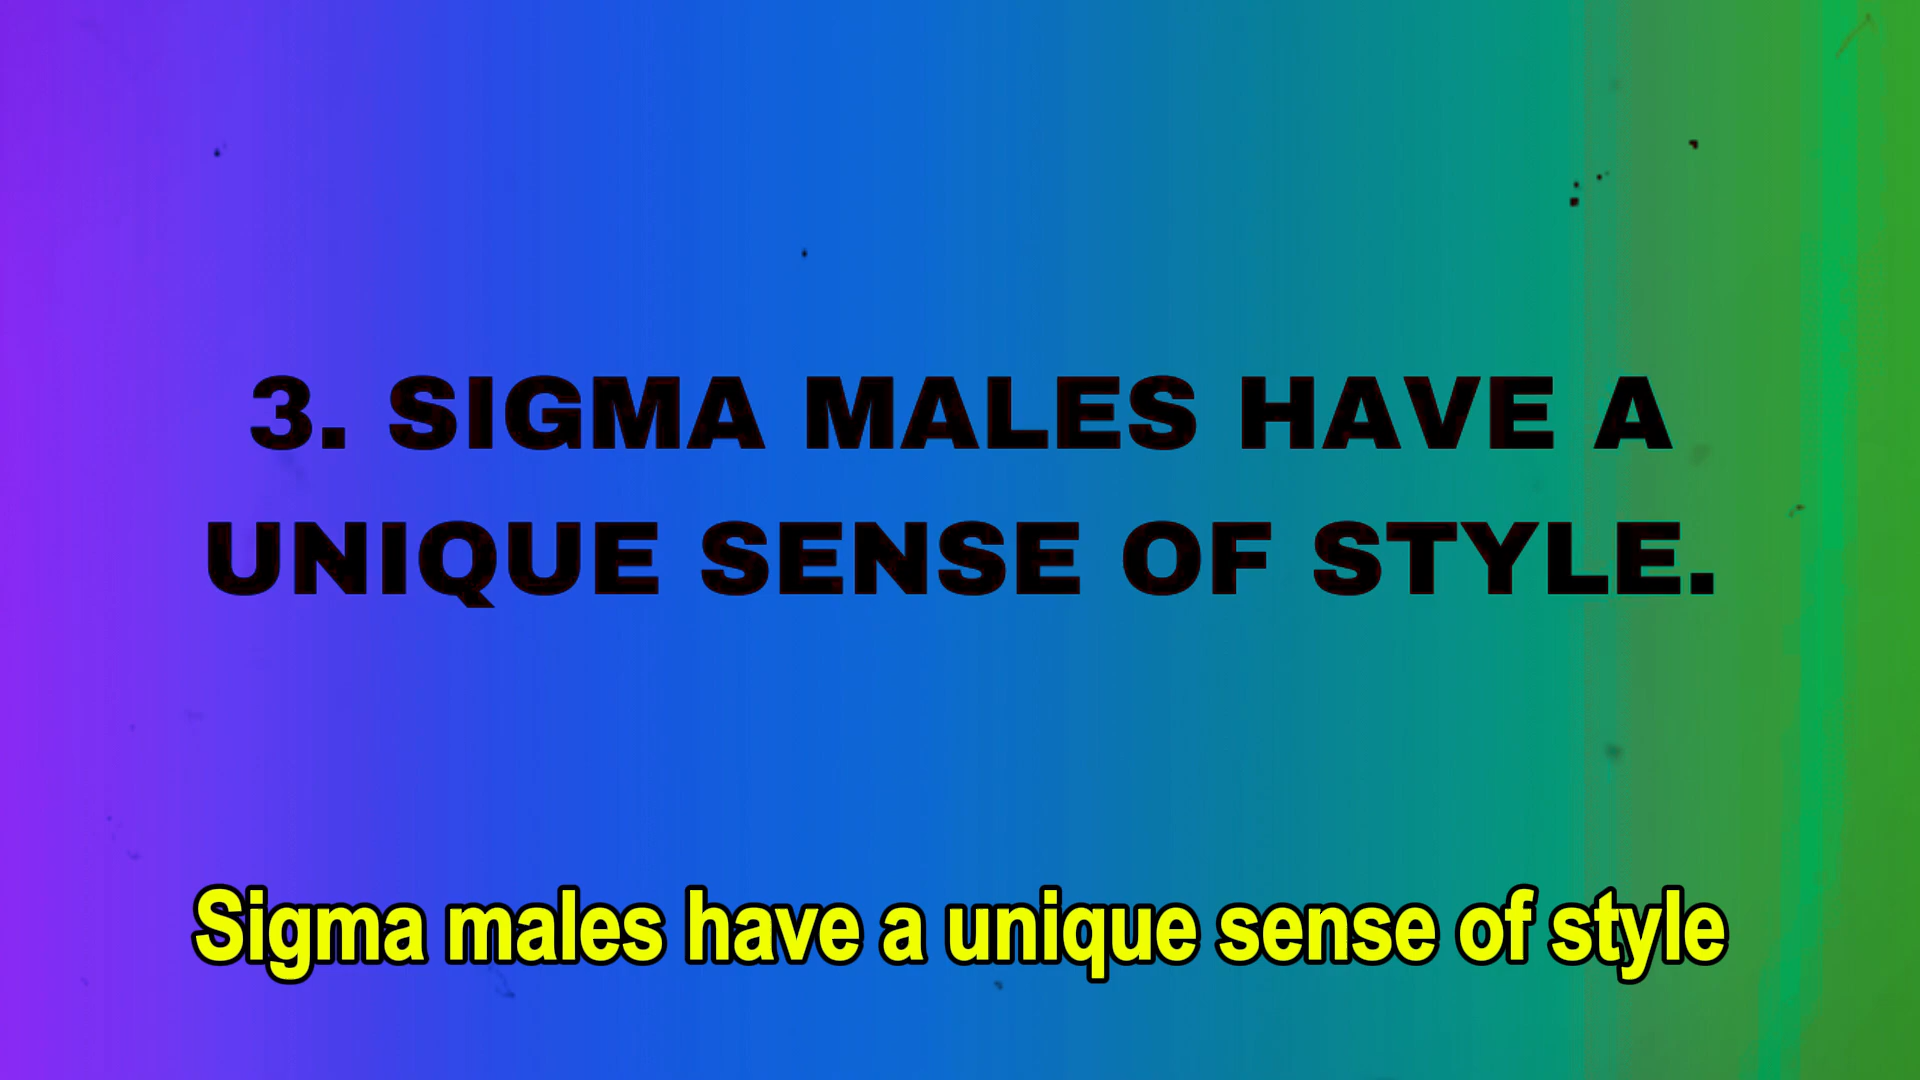 3. SIGMA MALES HAVE A
UNIQUE SENSE OF STYLE.
Sigma males have a unique sense of style